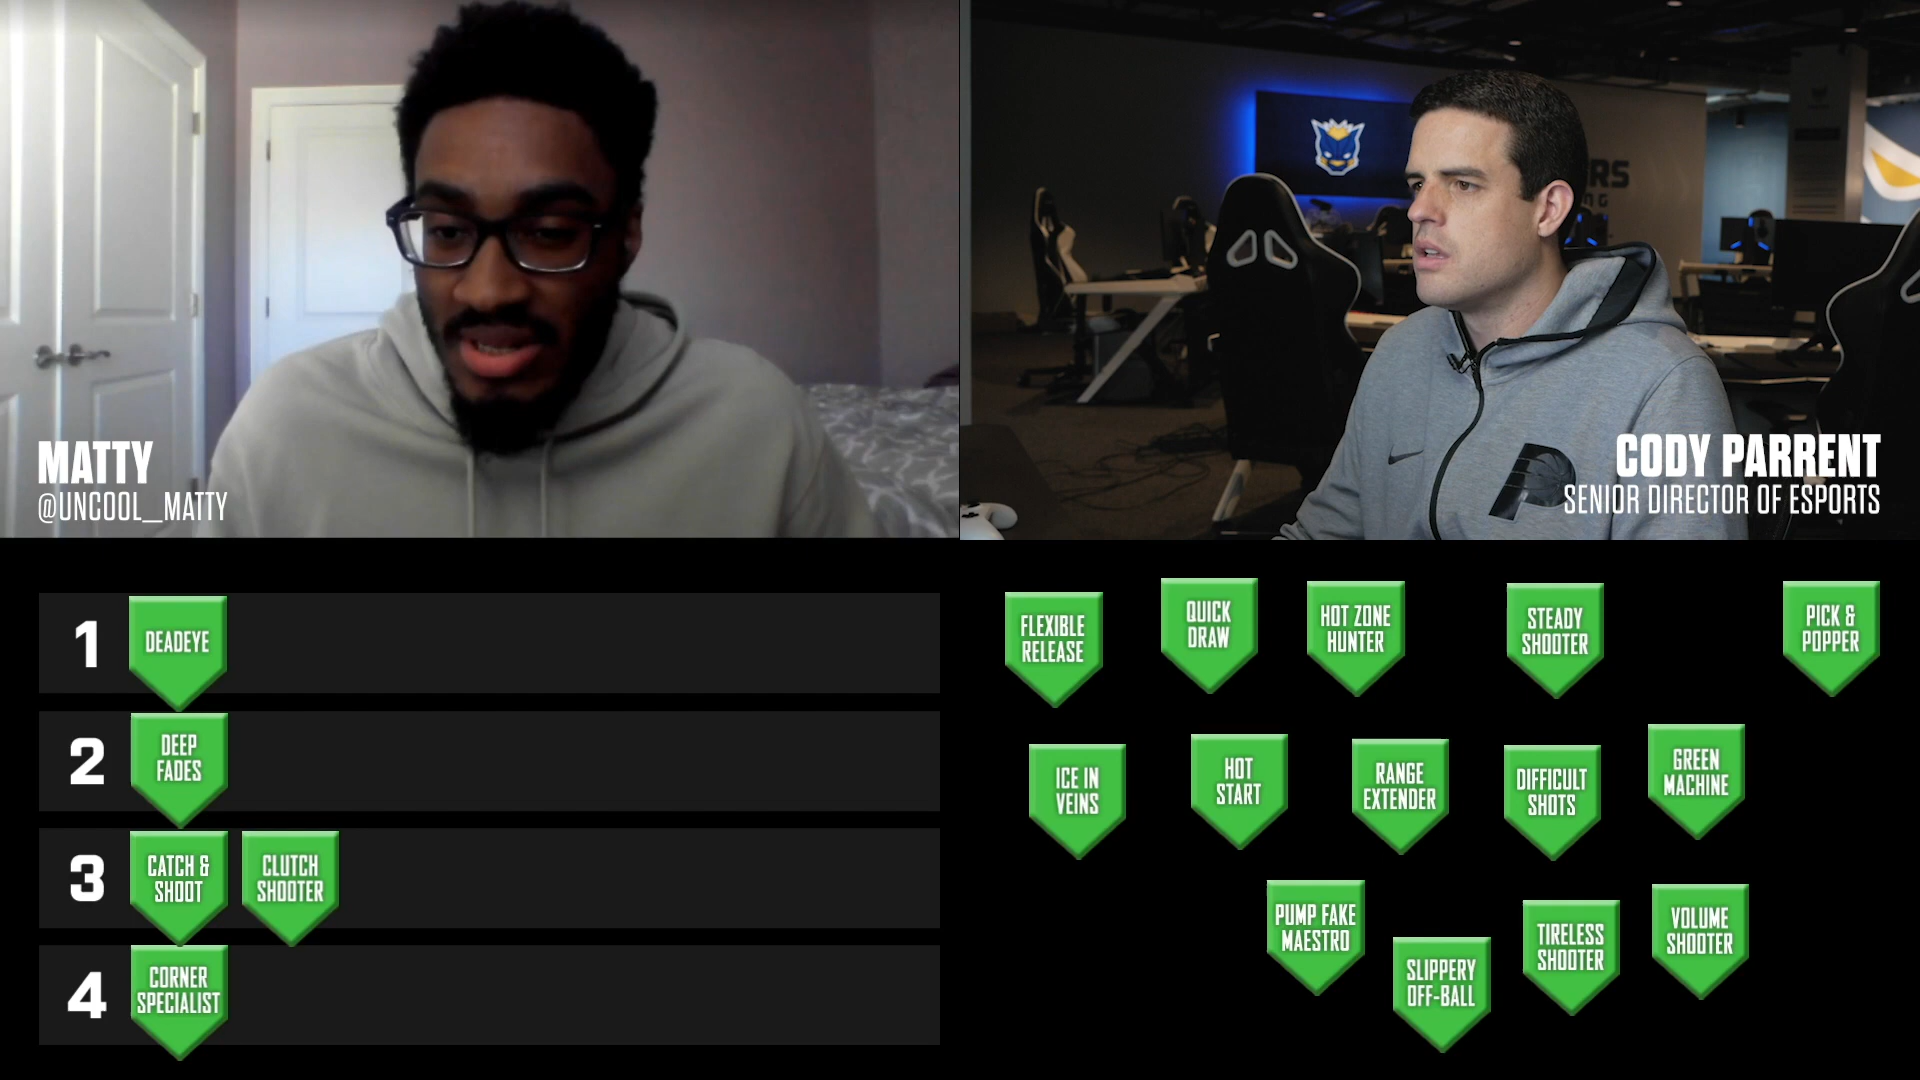 RS
NG
MATTY
@UNCOOL_MATTY
CODY PARRENT
SENIOR DIRECTOR OF ESPORTS
1
DEADEYE
2
DEEP
FADES
3
CATCH &
SHOOT
CLUTCH
SHOOTER
4
CORNER
SPECIALIST
FLEXIBLE
RELEASE
QUICK
DRAW
HOT ZONE
HUNTER
STEADY
SHOOTER
PICK &
POPPER
ICE IN
VEINS
HOT
START
RANGE
EXTENDER
DIFFICULT
SHOTS
GREEN
MACHINE
PUMP FAKE
MAESTRO
SLIPPERY
OFF-BALL
TIRELESS
SHOOTER
VOLUME
SHOOTER